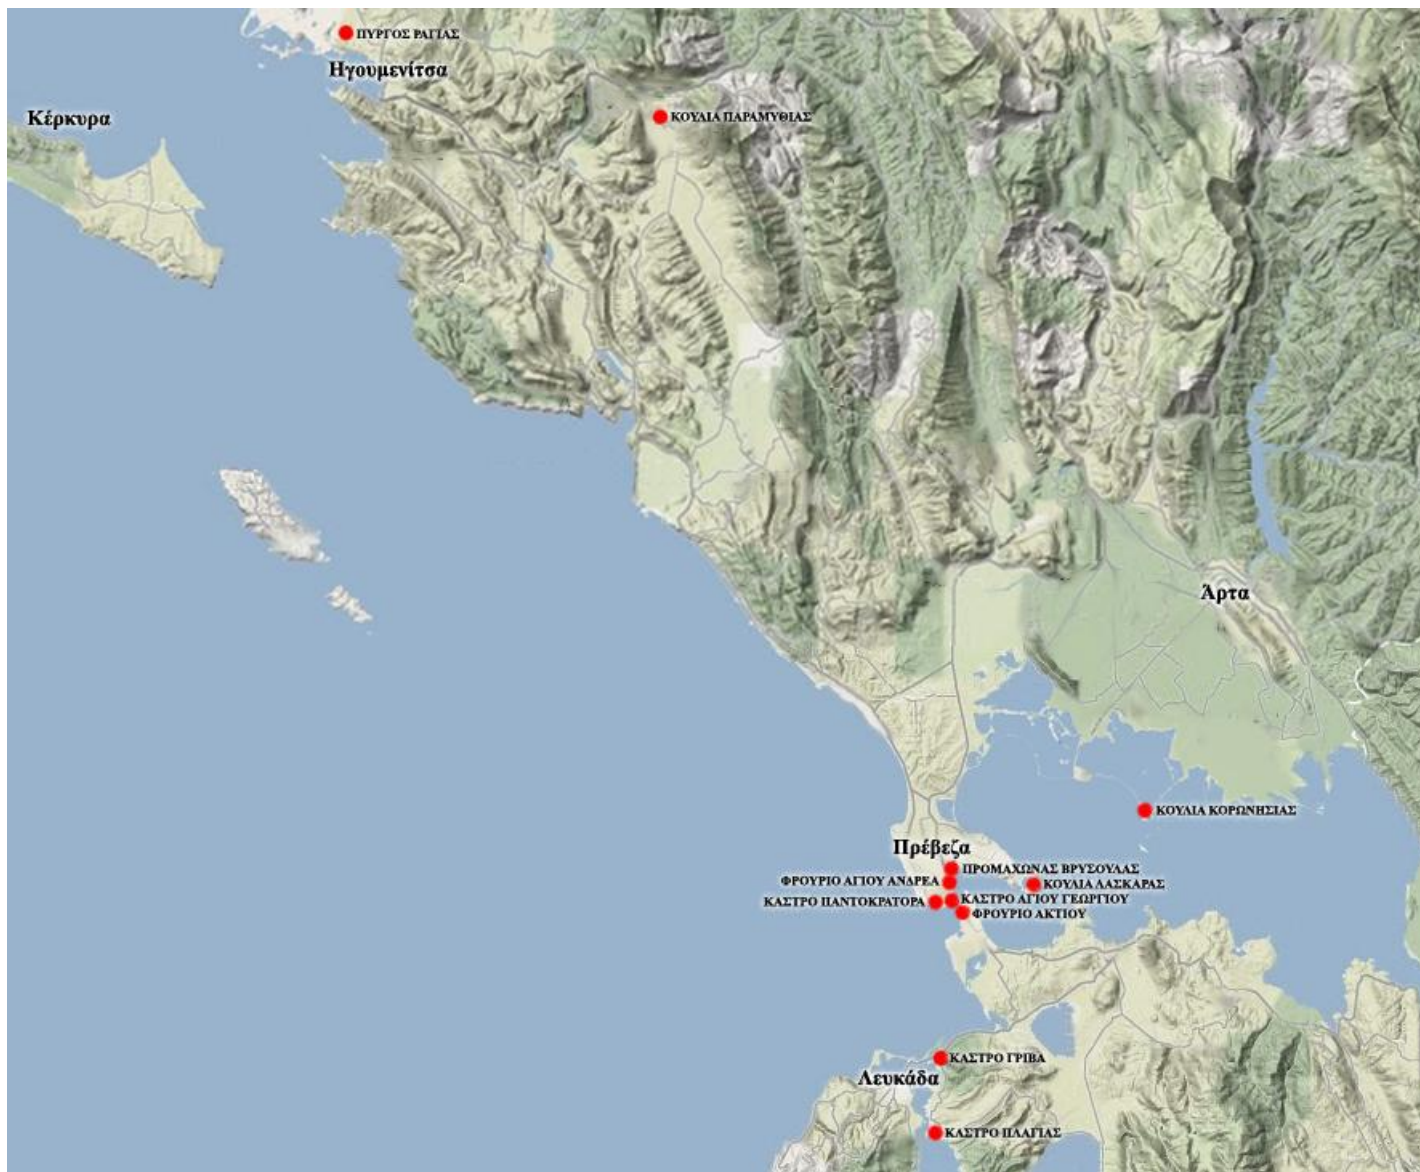 ΠΥΡΓΟΣ ΡΑΓΙΑΣ
Ηγουμενίτσα
Κέρκυρα
ΚΟΥΛΙΑ ΠΑΡΑΜΥΘΙΑΣ
Άρτα
ΚΟΥΛΙΑ ΚΟΡΩΝΗΣΙΑΣ
Πρέβεζα
ΠΡΟΜΑΧΩΝΑΣ ΒΡΥΣΟΥΛΑΣ
ΦΡΟΥΡΙΟ ΑΓΙΟΥ ΑΝΔΡΕΑ
ΚΟΥΛΙΑ ΛΑΣΚΑΡΑΣ
ΚΑΣΤΡΟ ΠΑΝΤΟΚΡΑΤΟΡΑ
ΚΑΣΤΡΟ ΑΓΙΟΥ ΓΕΩΡΓΙΟΥ
ΦΡΟΥΡΙΟ ΑΚΤΙΟΥ
ΚΑΣΤΡΟ ΓΡΙΒΑ
Λευκάδα
ΚΑΣΤΡΟ ΠΛΑΓΙΑΣ